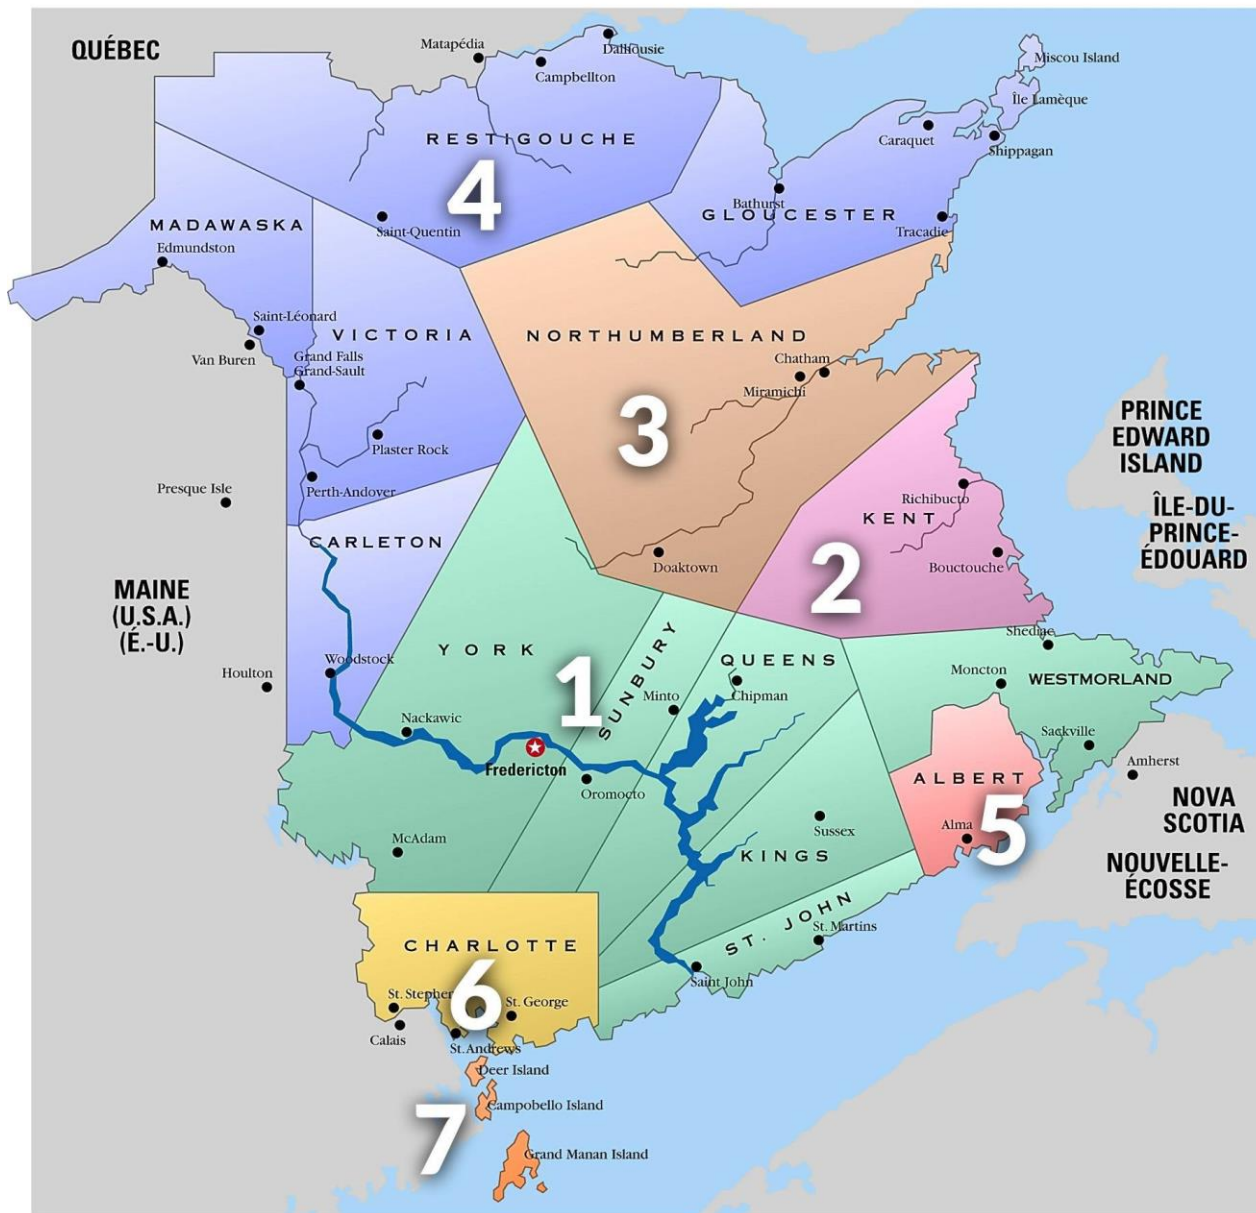 QUÉBEC
Matapédia
Dalhousie
Campbellton
Miscou Island
Île Lamèque
Caraquet
Shippagan
RESTIGOUCHE
4
Bathurst
GLOUCESTER
Tracadie
MADAWASKA
Saint-Quentin
Edmundston
Saint-Léonard
Van Buren
VICTORIA
Grand Falls
Grand-Sault
NORTHUMBERLAND
Chatham
Miramichi
3
Plaster Rock
Perth-Andover
Presque Isle
PRINCE
EDWARD
ISLAND
ÎLE-DU-
PRINCE-
ÉDOUARD
Richibucto
KENT
Bouctouche
2
CARLETON
Doaktown
MAINE
(U.S.A.)
(É.-U.)
Houlton
Woodstock
YORK
1
SUNBURY
QUEENS
Minto
Chipman
Shediac
Moncton
WESTMORLAND
Sackville
Amherst
Nackawic
Fredericton
Oromocto
ALBERT
Alma
5
NOVA
SCOTIA
NOUVELLE-
ÉCOSSE
McAdam
Sussex
KINGS
ST. JOHN
St. Martins
Saint John
CHARLOTTE
6
St. Stephen
St. George
Calais
St. Andrews
Deer Island
Campobello Island
7
Grand Manan Island